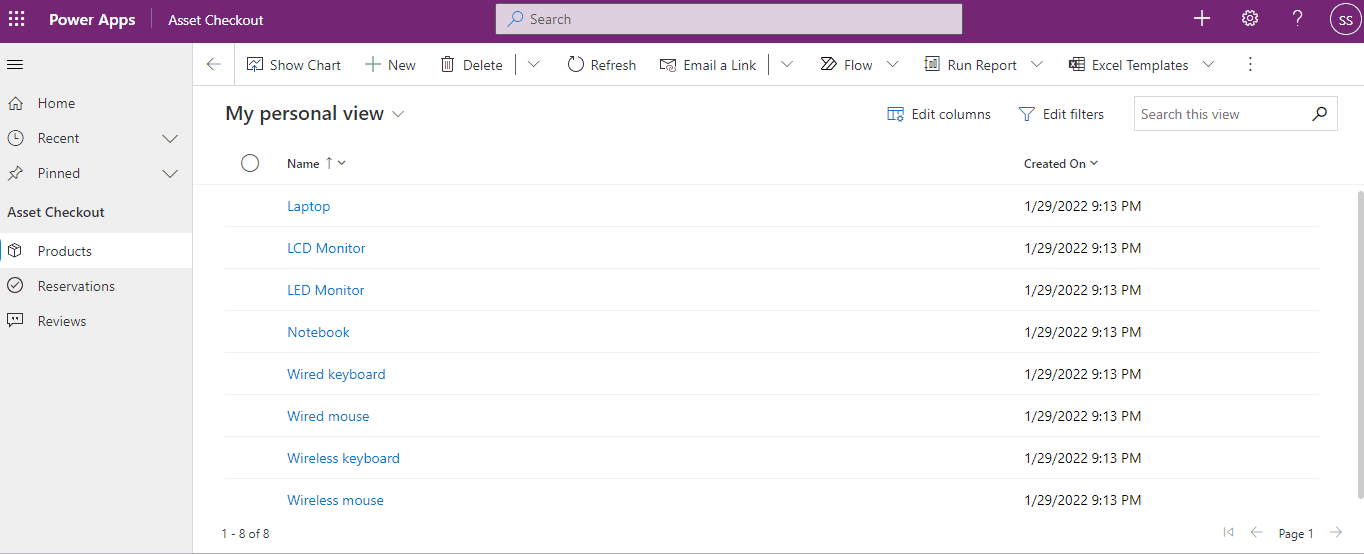 Power Apps Asset Checkout Search SS
Show Chart New Delete Refresh Email a Link Flow Run Report Excel Templates
Home
Recent
Pinned
Asset Checkout
Products
Reservations
Reviews
My personal view Edit columns Edit filters Search this view
Name Created On
Laptop 1/29/2022 9:13 PM
LCD Monitor 1/29/2022 9:13 PM
LED Monitor 1/29/2022 9:13 PM
Notebook 1/29/2022 9:13 PM
Wired keyboard 1/29/2022 9:13 PM
Wired mouse 1/29/2022 9:13 PM
Wireless keyboard 1/29/2022 9:13 PM
Wireless mouse 1/29/2022 9:13 PM
1 - 8 of 8 Page 1